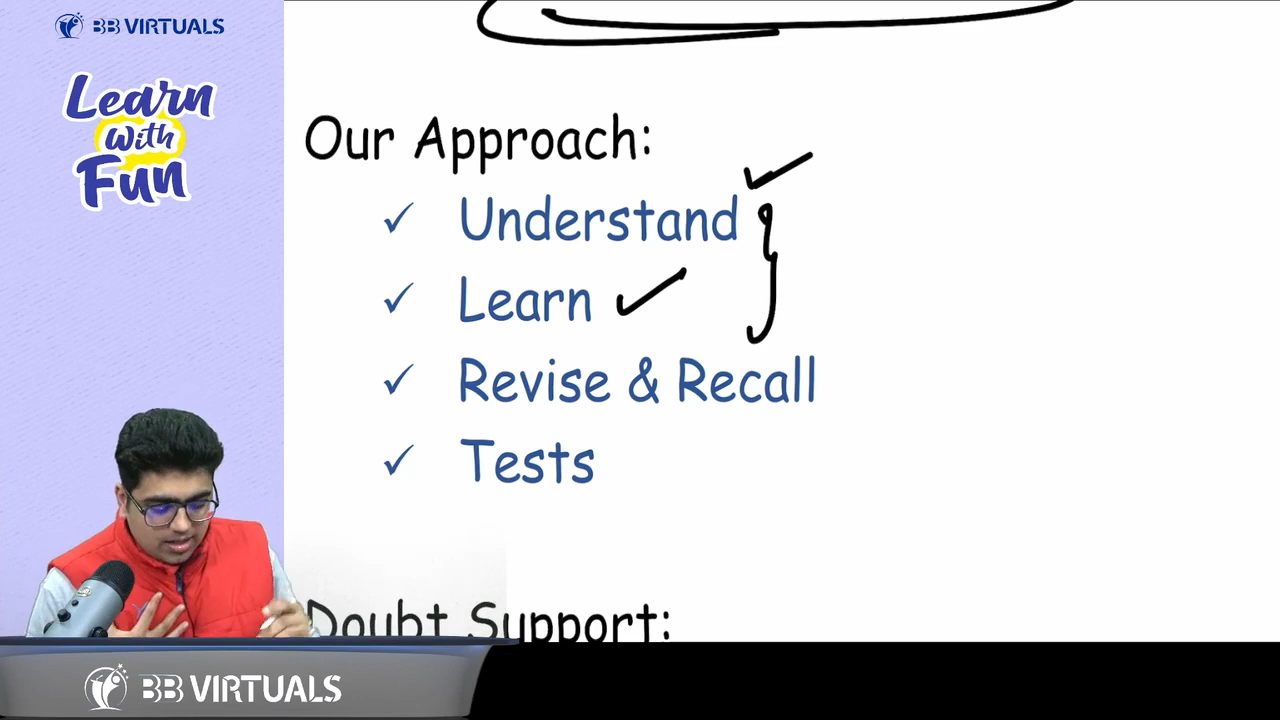 BB VIRTUALS
Learn
With
Fun
Our Approach:
✓ Understand
✓ Learn
✓ Revise & Recall
✓ Tests
Doubt Support:
BB VIRTUALS